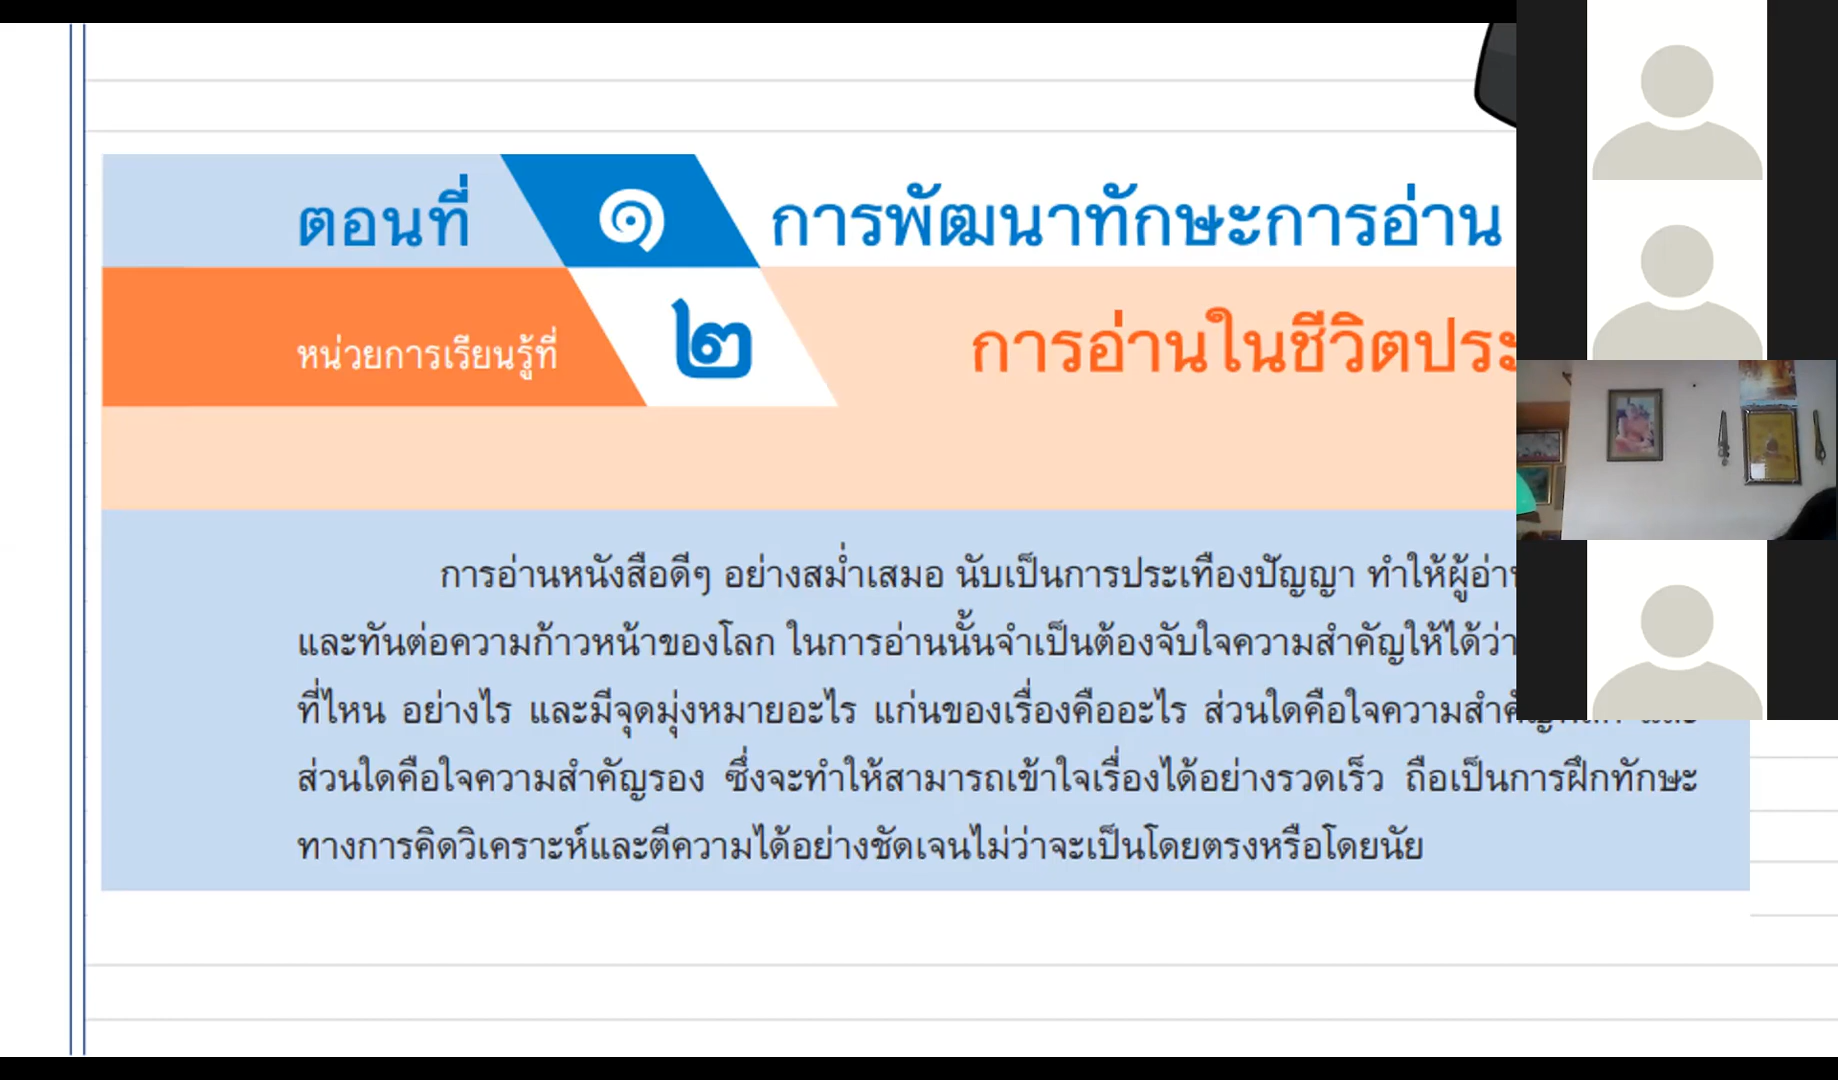 ตอนที่ ๑ การพัฒนาทักษะการอ่าน
หน่วยการเรียนรู้ที่ ๒ การอ่านในชีวิตประ
การอ่านหนังสือดีๆ อย่างสม่ำเสมอ นับเป็นการประเทืองปัญญา ทำให้ผู้อ่าน
และทันต่อความก้าวหน้าของโลก ในการอ่านนั้นจำเป็นต้องจับใจความสำคัญให้ได้ว่า
ที่ไหน อย่างไร และมีจุดมุ่งหมายอะไร แก่นของเรื่องคืออะไร ส่วนใดคือใจความสำคัญ
ส่วนใดคือใจความสำคัญรอง ซึ่งจะทำให้สามารถเข้าใจเรื่องได้อย่างรวดเร็ว ถือเป็นการฝึกทักษะ
ทางการคิดวิเคราะห์และตีความได้อย่างชัดเจนไม่ว่าจะเป็นโดยตรงหรือโดยนัย